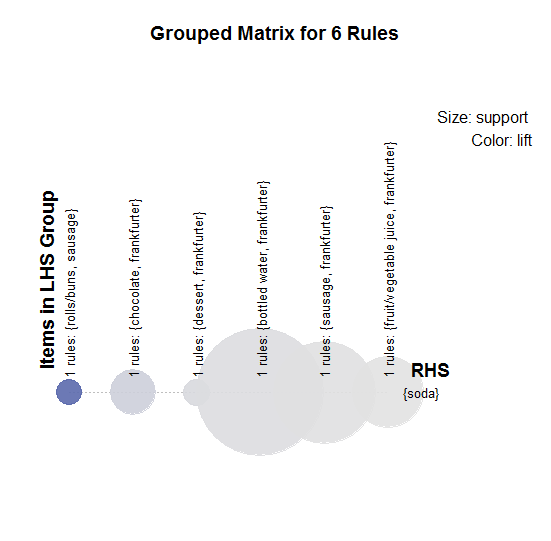 Grouped Matrix for 6 Rules
Size: support
Color: lift
Items in LHS Group
1 rules: {rolls/buns, sausage}
1 rules: {chocolate, frankfurter}
1 rules: {dessert, frankfurter}
1 rules: {bottled water, frankfurter}
1 rules: {sausage, frankfurter}
1 rules: {fruit/vegetable juice, frankfurter}
RHS
{soda}